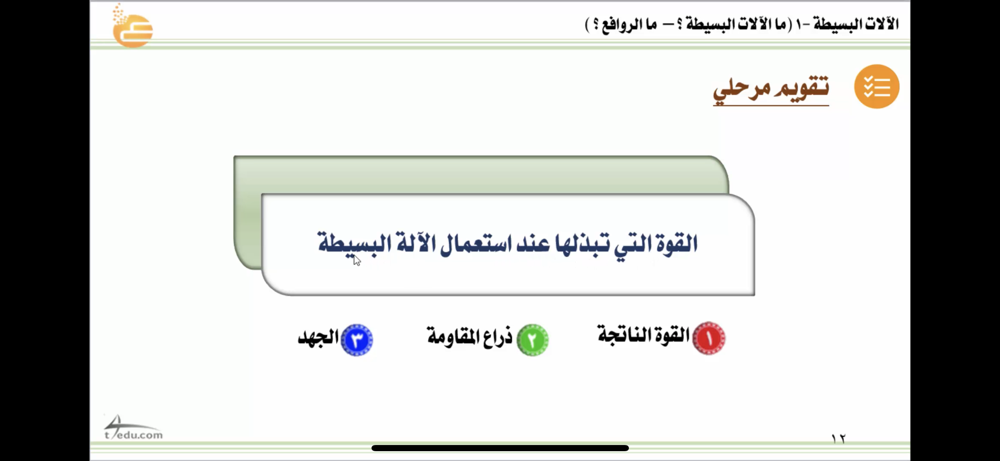 الآلات البسيطة -١ (ما الآلات البسيطة ؟ – ما الروافع ؟ )
تقويم مرحلي
القوة التي تبذلها عند استعمال الآلة البسيطة
١ القوة الناتجة
٢ ذراع المقاومة
٣ الجهد
t4edu.com
١٢